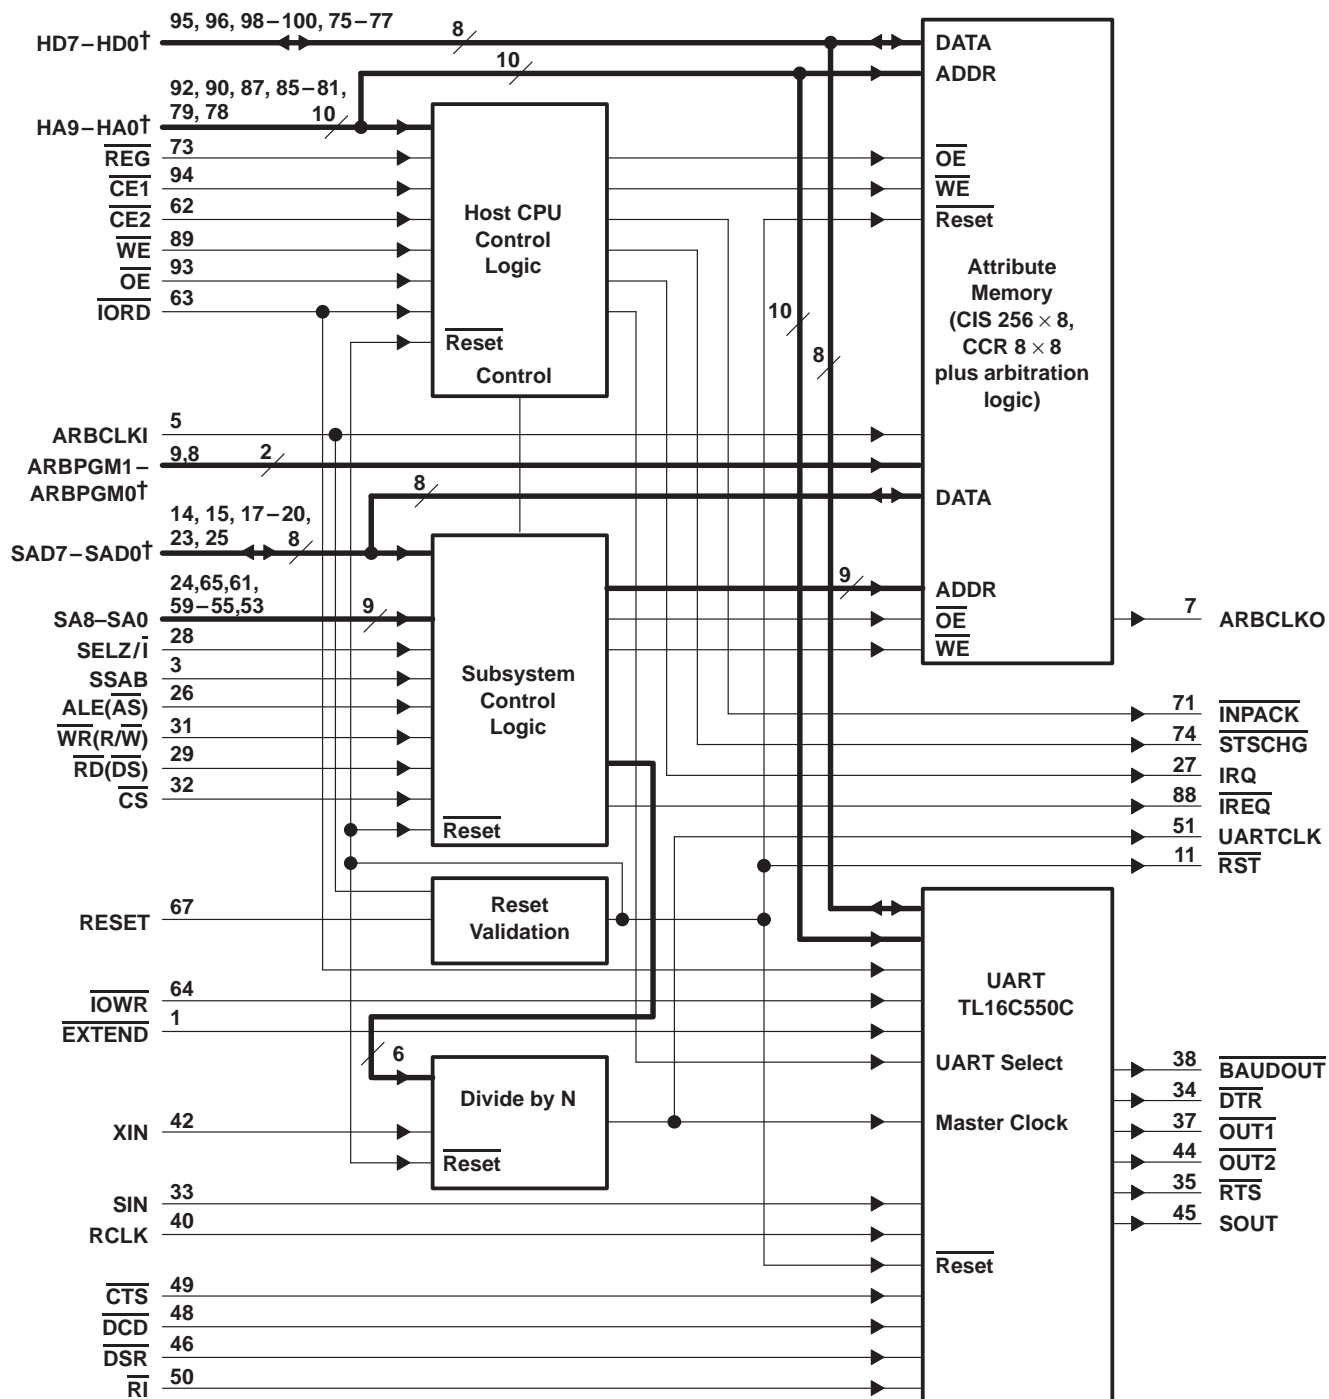 95, 96, 98–100, 75–77
HD7–HD0†
8
DATA
10
ADDR
92, 90, 87, 85–81,
79, 78
10
HA9–HA0†
REG
73
OE
CE1
94
WE
CE2
62
Reset
WE
89
OE
93
IORD
63
Host CPU
Control
Logic
Reset
Control
Attribute
Memory
(CIS 256 × 8,
CCR 8 × 8
plus arbitration
logic)
10
8
ARBCLKI
5
ARBPGM1–
ARBPGM0†
9,8
2
8
DATA
14, 15, 17–20,
23, 25
8
SAD7–SAD0†
24,65,61,
59–55,53
9
SA8–SA0
9
ADDR
OE
WE
7
ARBCLKO
SELZ/I
28
SSAB
3
ALE(AS)
26
WR(R/W)
31
RD(DS)
29
CS
32
Subsystem
Control
Logic
Reset
71
INPACK
74
STSCHG
27
IRQ
88
IREQ
51
UARTCLK
11
RST
RESET
67
Reset
Validation
IOWR
64
EXTEND
1
UART
TL16C550C
6
UART Select
Divide by N
XIN
42
Master Clock
Reset
38
BAUDOUT
34
DTR
37
OUT1
44
OUT2
35
RTS
45
SOUT
SIN
33
RCLK
40
Reset
CTS
49
DCD
48
DSR
46
RI
50